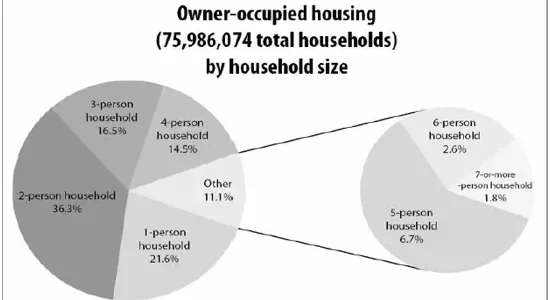 Owner-occupied housing
(75,986,074 total households)
by household size
3-person
household
16.5%
4-person
household
14.5%
Other
11.1%
2-person household
36.3%
1-person
household
21.6%
6-person
household
2.6%
7-or-more
-person household
1.8%
5-person
household
6.7%